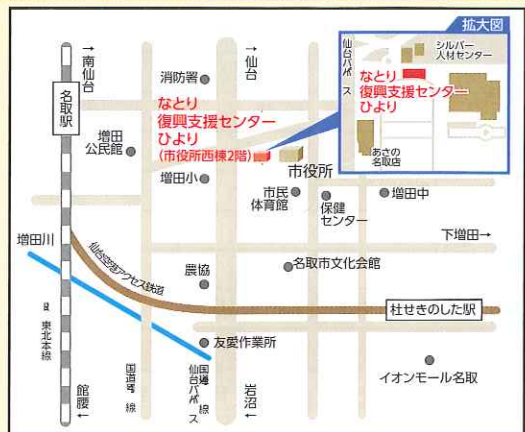 拡大図
シルバー
人材センター
仙台バイパス
なとり
復興支援センター
ひより
あさの
名取店
→南仙台
→仙台
消防署
名取駅
なとり
復興支援センター
ひより
(市役所西棟2階)
増田
公民館
増田小
市役所
市民
体育館
保健
センター
増田中
下増田→
増田川
仙台空港アクセス鉄道
農協
名取市文化会館
杜せきのした駅
東北本線
友愛作業所
イオンモール名取
館腰←
国道 線
国道 線
仙台バイパス
岩沼←